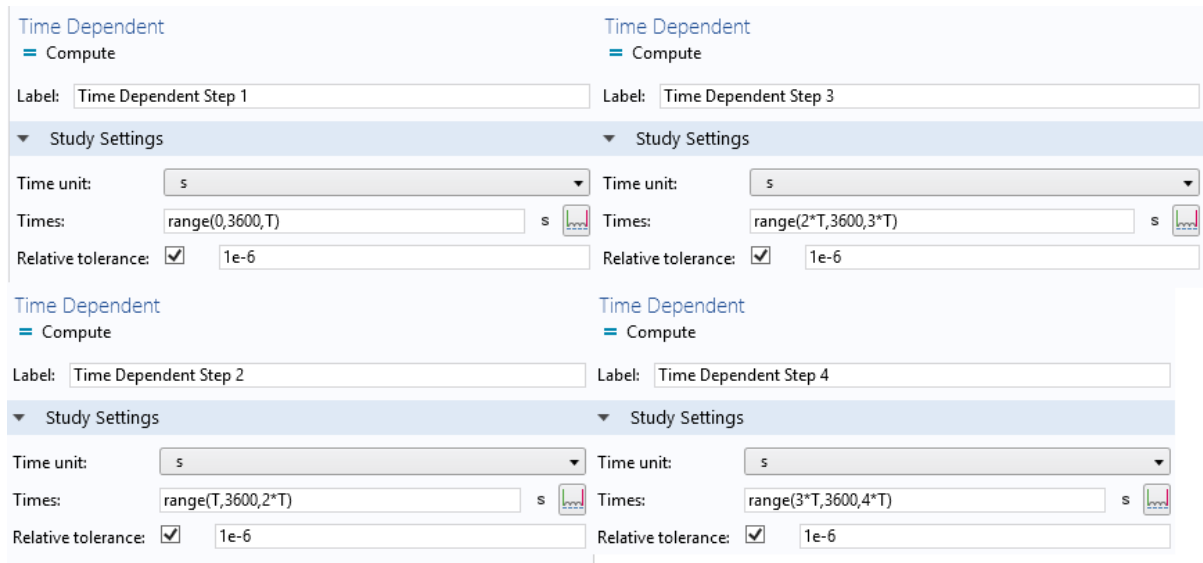 Time Dependent
= Compute
Label: Time Dependent Step 1
Study Settings
Time unit: s
Times: range(0,3600,T) s
Relative tolerance: 1e-6
Time Dependent
= Compute
Label: Time Dependent Step 3
Study Settings
Time unit: s
Times: range(2*T,3600,3*T) s
Relative tolerance: 1e-6
Time Dependent
= Compute
Label: Time Dependent Step 2
Study Settings
Time unit: s
Times: range(T,3600,2*T) s
Relative tolerance: 1e-6
Time Dependent
= Compute
Label: Time Dependent Step 4
Study Settings
Time unit: s
Times: range(3*T,3600,4*T) s
Relative tolerance: 1e-6